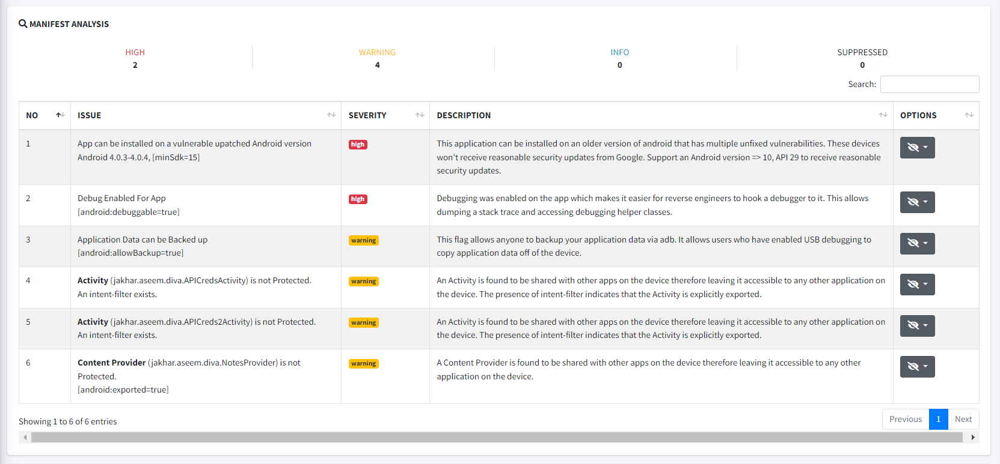 MANIFEST ANALYSIS
HIGH
2
WARNING
4
INFO
0
SUPPRESSED
0
Search:
NO ISSUE SEVERITY DESCRIPTION OPTIONS
1
App can be installed on a vulnerable upatched Android version
Android 4.0.3-4.0.4, [minSdk=15]
high
This application can be installed on an older version of android that has multiple unfixed vulnerabilities. These devices
won't receive reasonable security updates from Google. Support an Android version => 10, API 29 to receive reasonable
security updates.
2
Debug Enabled For App
[android:debuggable=true]
high
Debugging was enabled on the app which makes it easier for reverse engineers to hook a debugger to it. This allows
dumping a stack trace and accessing debugging helper classes.
3
Application Data can be Backed up
[android:allowBackup=true]
warning
This flag allows anyone to backup your application data via adb. It allows users who have enabled USB debugging to
copy application data off of the device.
4
Activity (jakhar.aseem.diva.APICredsActivity) is not Protected.
An intent-filter exists.
warning
An Activity is found to be shared with other apps on the device therefore leaving it accessible to any other application on
the device. The presence of intent-filter indicates that the Activity is explicitly exported.
5
Activity (jakhar.aseem.diva.APICreds2Activity) is not Protected.
An intent-filter exists.
warning
An Activity is found to be shared with other apps on the device therefore leaving it accessible to any other application on
the device. The presence of intent-filter indicates that the Activity is explicitly exported.
6
Content Provider (jakhar.aseem.diva.NotesProvider) is not
Protected.
[android:exported=true]
warning
A Content Provider is found to be shared with other apps on the device therefore leaving it accessible to any other
application on the device.
Showing 1 to 6 of 6 entries
Previous 1 Next